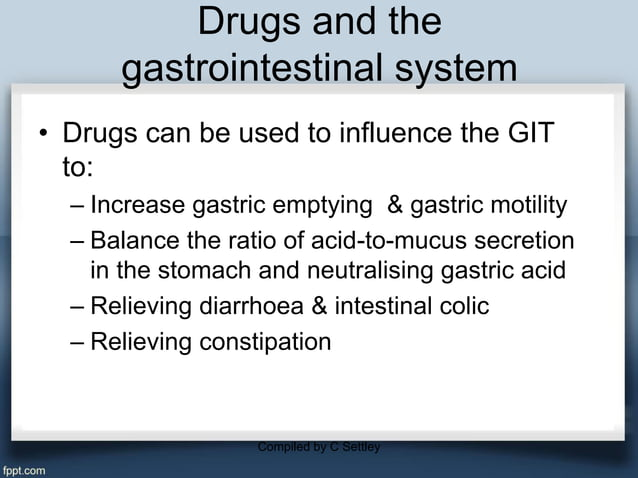 Drugs and the
gastrointestinal system
• Drugs can be used to influence the GIT
to:
– Increase gastric emptying & gastric motility
– Balance the ratio of acid-to-mucus secretion
in the stomach and neutralising gastric acid
– Relieving diarrhoea & intestinal colic
– Relieving constipation
Compiled by C Settley
fppt.com